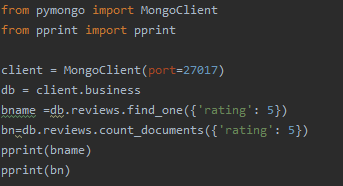 from pymongo import MongoClient
from pprint import pprint
client = MongoClient(port=27017)
db = client.business
bname =db.reviews.find_one({'rating': 5})
bn=db.reviews.count_documents({'rating': 5})
pprint(bname)
pprint(bn)